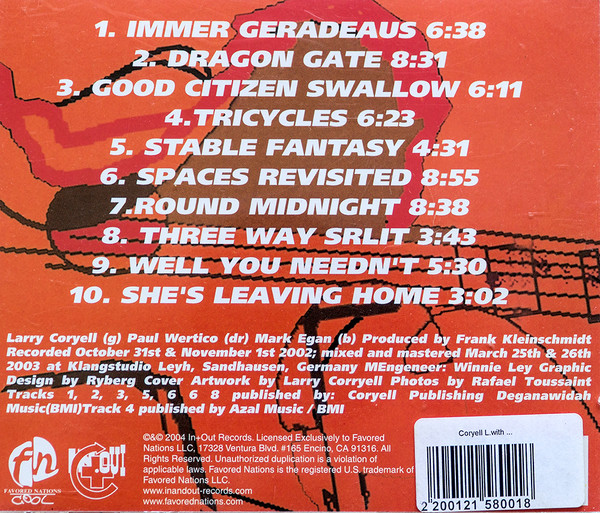 1. IMMER GERADEAUS 6:38
2. DRAGON GATE 8:31
3. GOOD CITIZEN SWALLOW 6:11
4.TRICYCLES 6:23
5. STABLE FANTASY 4:31
6. SPACES REVISITED 8:55
7.ROUND MIDNIGHT 8:38
8. THREE WAY SRLIT 3:43
9. WELL YOU NEEDN'T 5:30
10. SHE'S LEAVING HOME 3:02
Larry Coryell (g) Paul Wertico (dr) Mark Egan (b) Produced by Frank Kleinschmidt
Recorded October 31st & November 1st 2002; mixed and mastered March 25th & 26th
2003 at Klangstudio Leyh, Sandhausen, Germany MEngeneer: Winnie Ley Graphic
Design by Ryberg Cover Artwork by Larry Corryell Photos by Rafael Toussaint
Tracks 1, 2, 3, 5, 6 6 8 published by: Coryell Publishing Deganawidah
Music(BMI)Track 4 published by Azal Music / BMI
©&© 2004 In+Out Records. Licensed Exclusively to Favored
Nations LLC, 17328 Ventura Blvd. #165 Encino, CA 91316. All
Rights Reserved. Unauthorized duplication is a violation of
applicable laws. Favored Nations is the registered U.S. trademark of
Favored Nations LLC.
www.inandout-records.com
www.favorednations.com
fn
FAVORED NATIONS
COOL
OUT
Coryell L.with ...
2 200121 580018